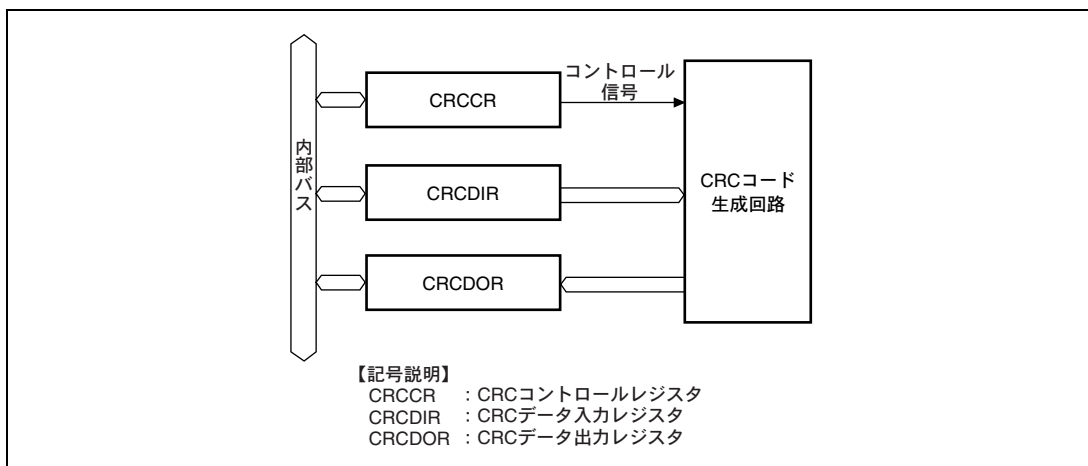 内部バス
CRCCR
コントロール
信号
CRCDIR
CRCDOR
CRCコード
生成回路
【記号説明】
CRCCR ：CRCコントロールレジスタ
CRCDIR ：CRCデータ入力レジスタ
CRCDOR ：CRCデータ出力レジスタ